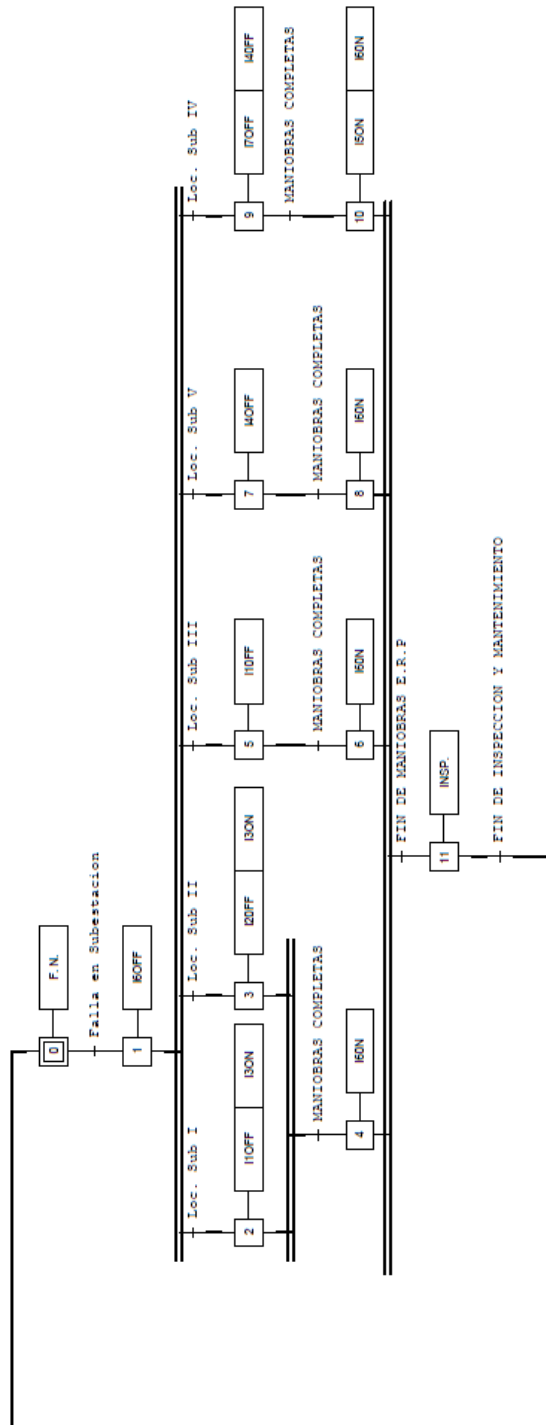 0
F.N.
Falla en Subestacion
1
I6OFF
Loc. Sub I
Loc. Sub II
Loc. Sub III
Loc. Sub V
Loc. Sub IV
2
I1OFF
I3ON
3
I2OFF
I3ON
5
I1OFF
7
I4OFF
9
I7OFF
I4OFF
MANIOBRAS COMPLETAS
MANIOBRAS COMPLETAS
MANIOBRAS COMPLETAS
MANIOBRAS COMPLETAS
4
I6ON
6
I6ON
8
I6ON
10
I5ON
I6ON
FIN DE MANIOBRAS E.R.P
11
INSP.
FIN DE INSPECCION Y MANTENIMIENTO